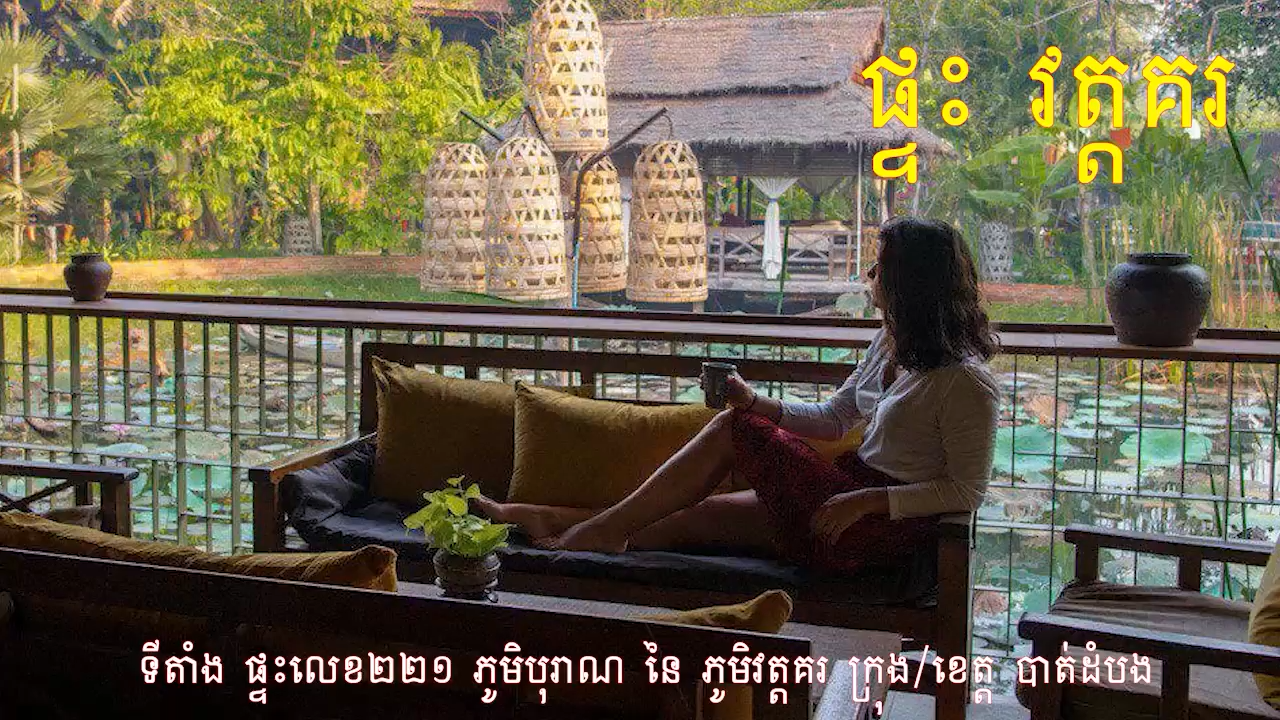 ផ្ទះ វត្តគរ
ទីតាំង ផ្ទះលេខ២២១ ភូមិបុរាណ នៃ ភូមិវត្តគរ ក្រុង/ខេត្ត បាត់ដំបង